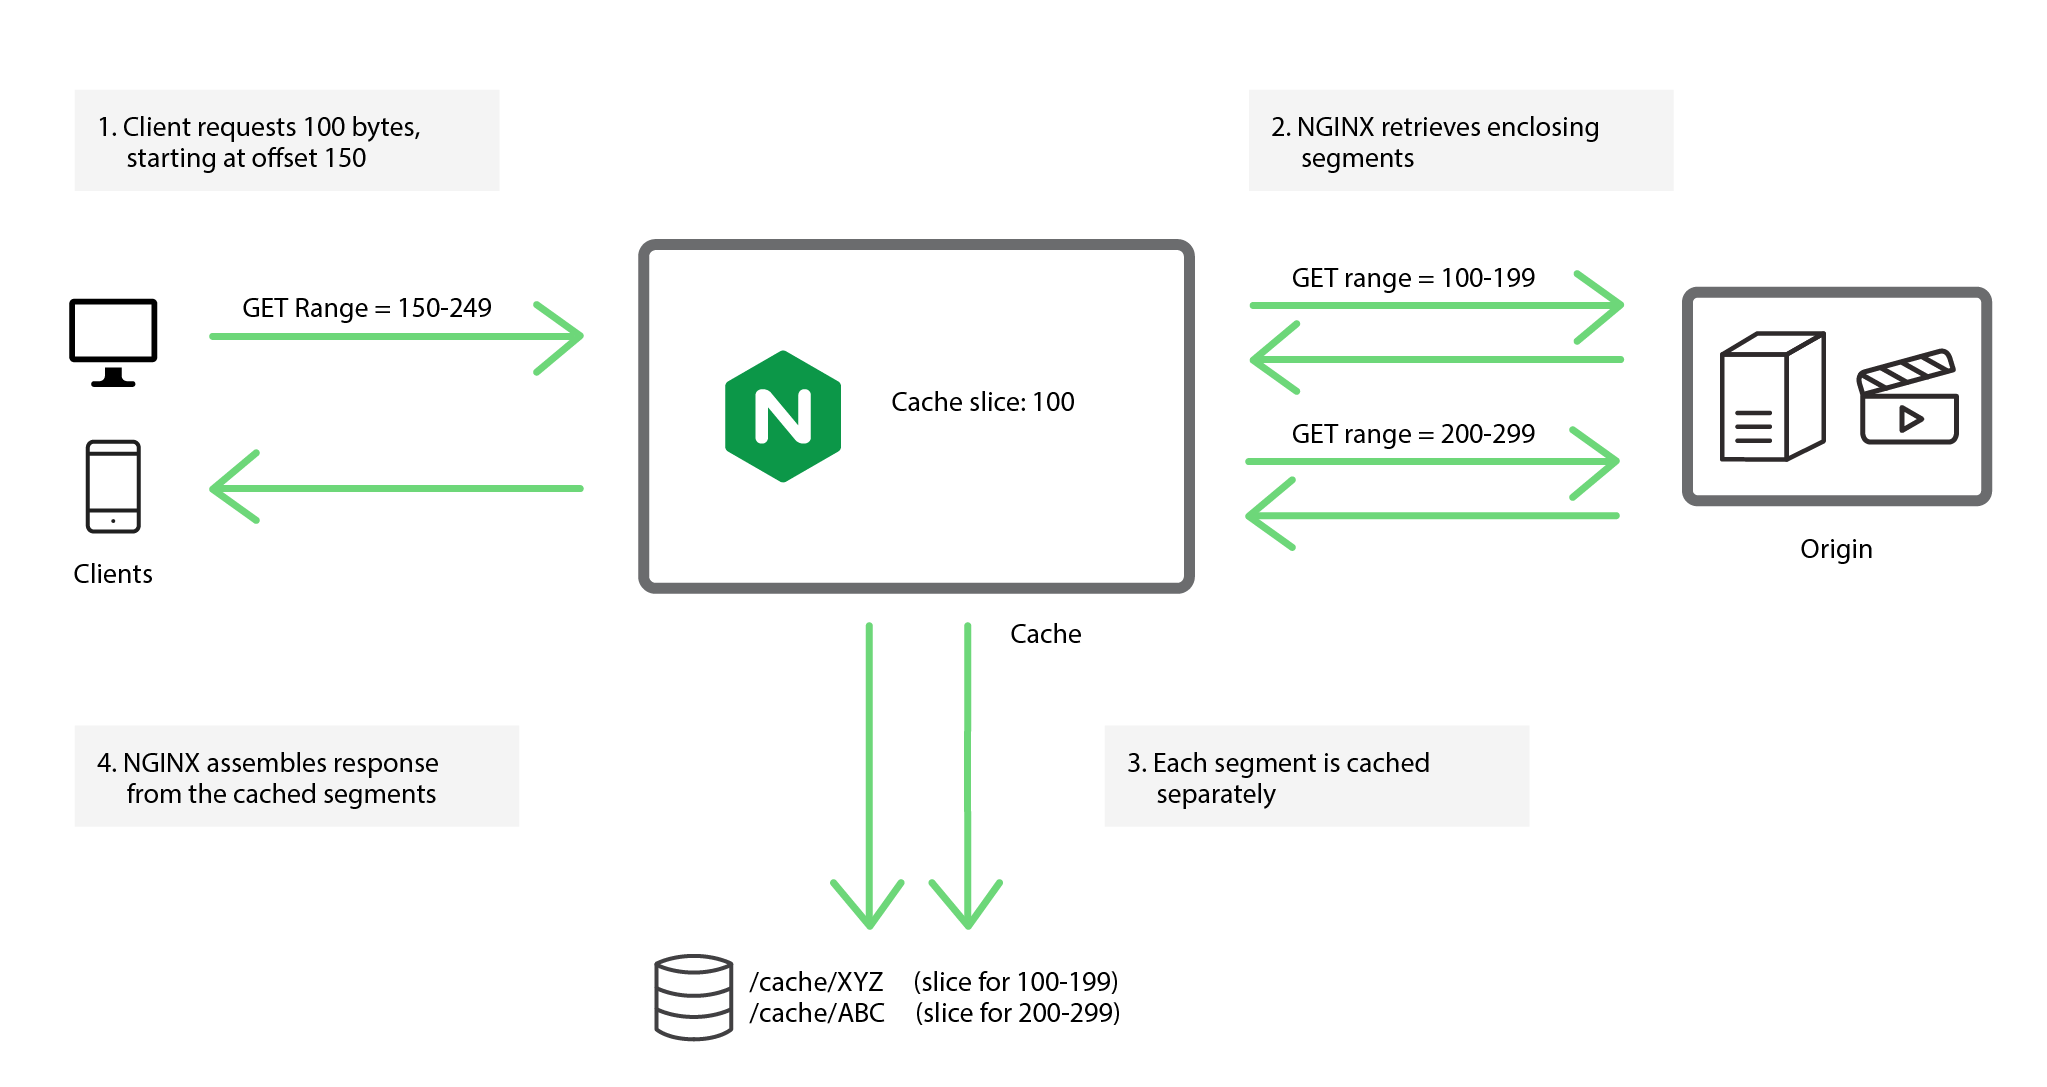 1. Client requests 100 bytes,
starting at offset 150
2. NGINX retrieves enclosing
segments
GET Range = 150-249
GET range = 100-199
N
Cache slice: 100
GET range = 200-299
Clients
Origin
Cache
4. NGINX assembles response
from the cached segments
3. Each segment is cached
separately
/cache/XYZ (slice for 100-199)
/cache/ABC (slice for 200-299)